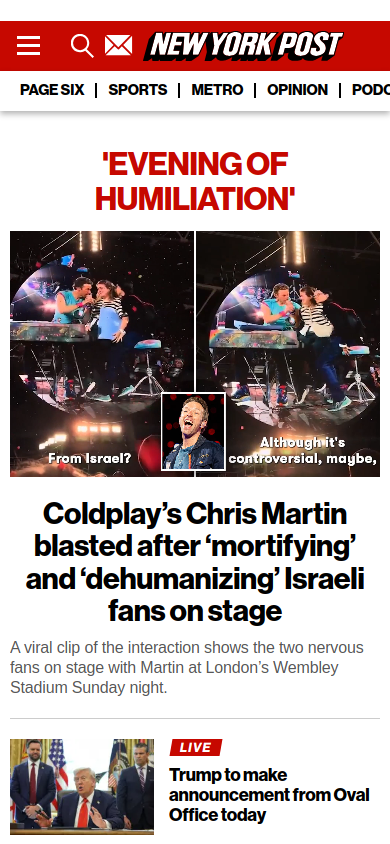 NEW YORK POST
PAGE SIX
SPORTS
METRO
OPINION
PODC
'EVENING OF
HUMILIATION'
From Israel?
Although it's
controversial, maybe,
Coldplay’s Chris Martin
blasted after ‘mortifying’
and ‘dehumanizing’ Israeli
fans on stage
A viral clip of the interaction shows the two nervous
fans on stage with Martin at London’s Wembley
Stadium Sunday night.
LIVE
Trump to make
announcement from Oval
Office today